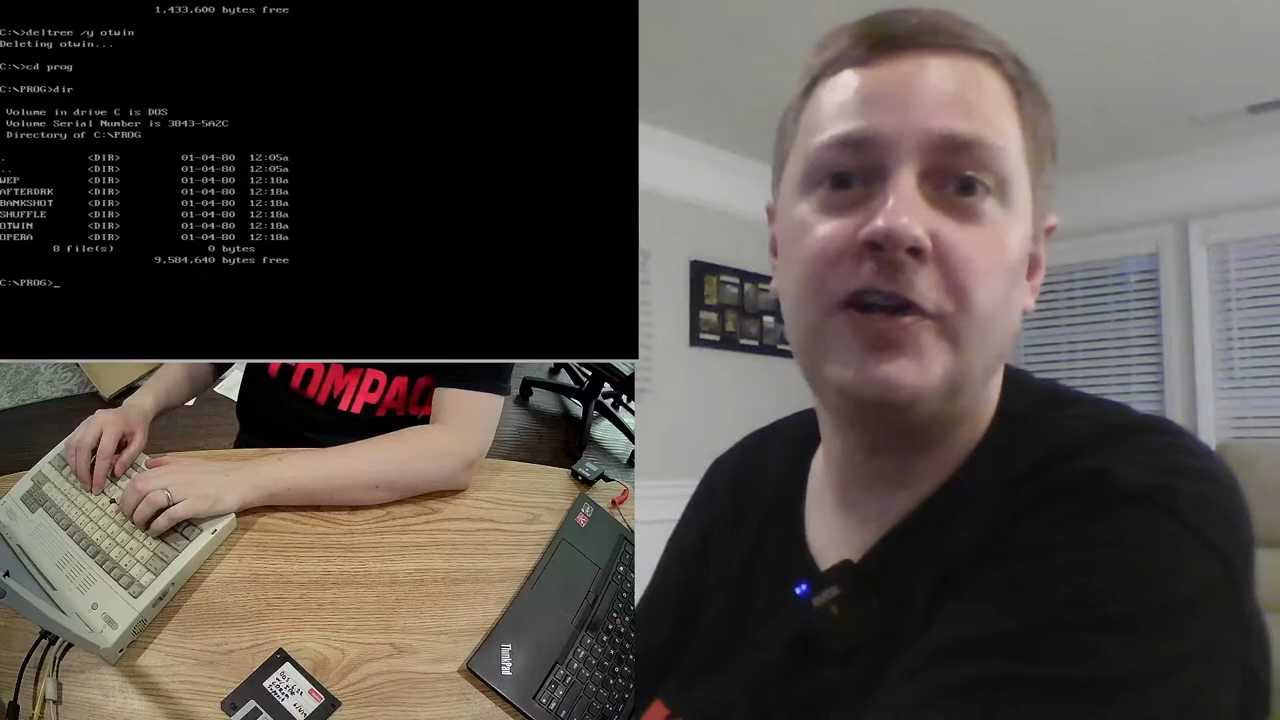 1,433,600 bytes free
C:\>deltree /y otwin
Deleting otwin...
C:\>cd prog
C:\PROG>dir
Volume in drive C is DOS
Volume Serial Number is 3843-5A2C
Directory of C:\PROG
. <DIR> 01-04-80 12:05a
.. <DIR> 01-04-80 12:05a
WEP <DIR> 01-04-80 12:18a
AFTERDRK <DIR> 01-04-80 12:18a
BANKSHOT <DIR> 01-04-80 12:18a
SHUFFLE <DIR> 01-04-80 12:18a
OTWIN <DIR> 01-04-80 12:18a
OPERA <DIR> 01-04-80 12:18a
8 file(s) 0 bytes
9,584,640 bytes free
C:\PROG>_
COMPAQ
ThinkPad
DOS 6.22